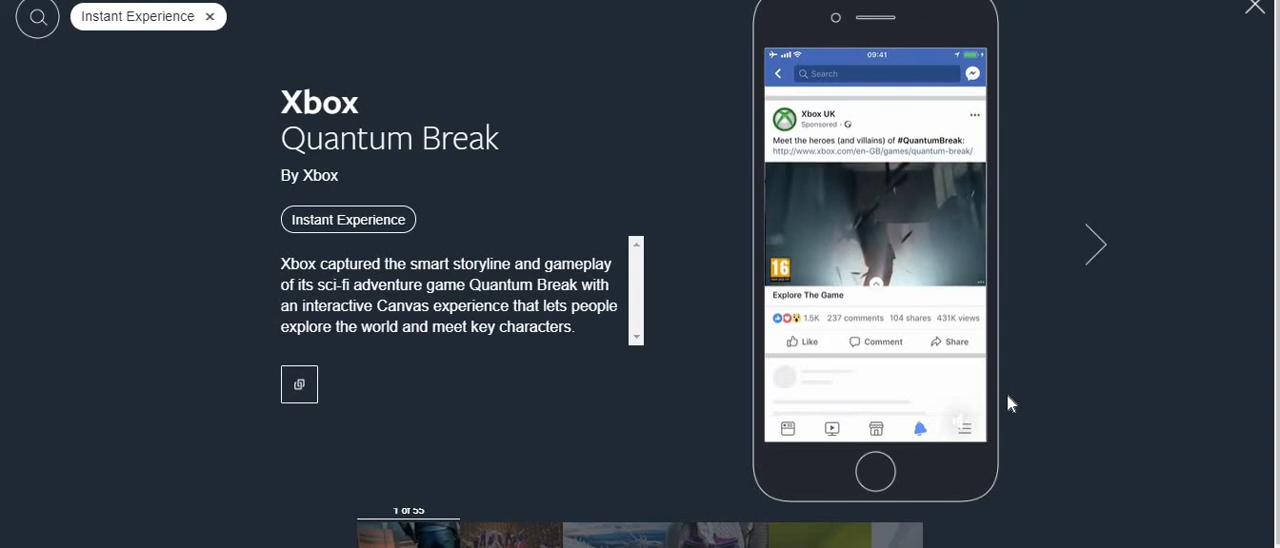 Instant Experience ×
Xbox
Quantum Break
By Xbox
Instant Experience
Xbox captured the smart storyline and gameplay
of its sci-fi adventure game Quantum Break with
an interactive Canvas experience that lets people
explore the world and meet key characters.
09:41
Search
Xbox UK
Sponsored ·
Meet the heroes (and villains) of #QuantumBreak:
http://www.xbox.com/en-GB/games/quantum-break/
16
Explore The Game
1.5K 237 comments 104 shares 431K views
Like Comment Share
1 of 55